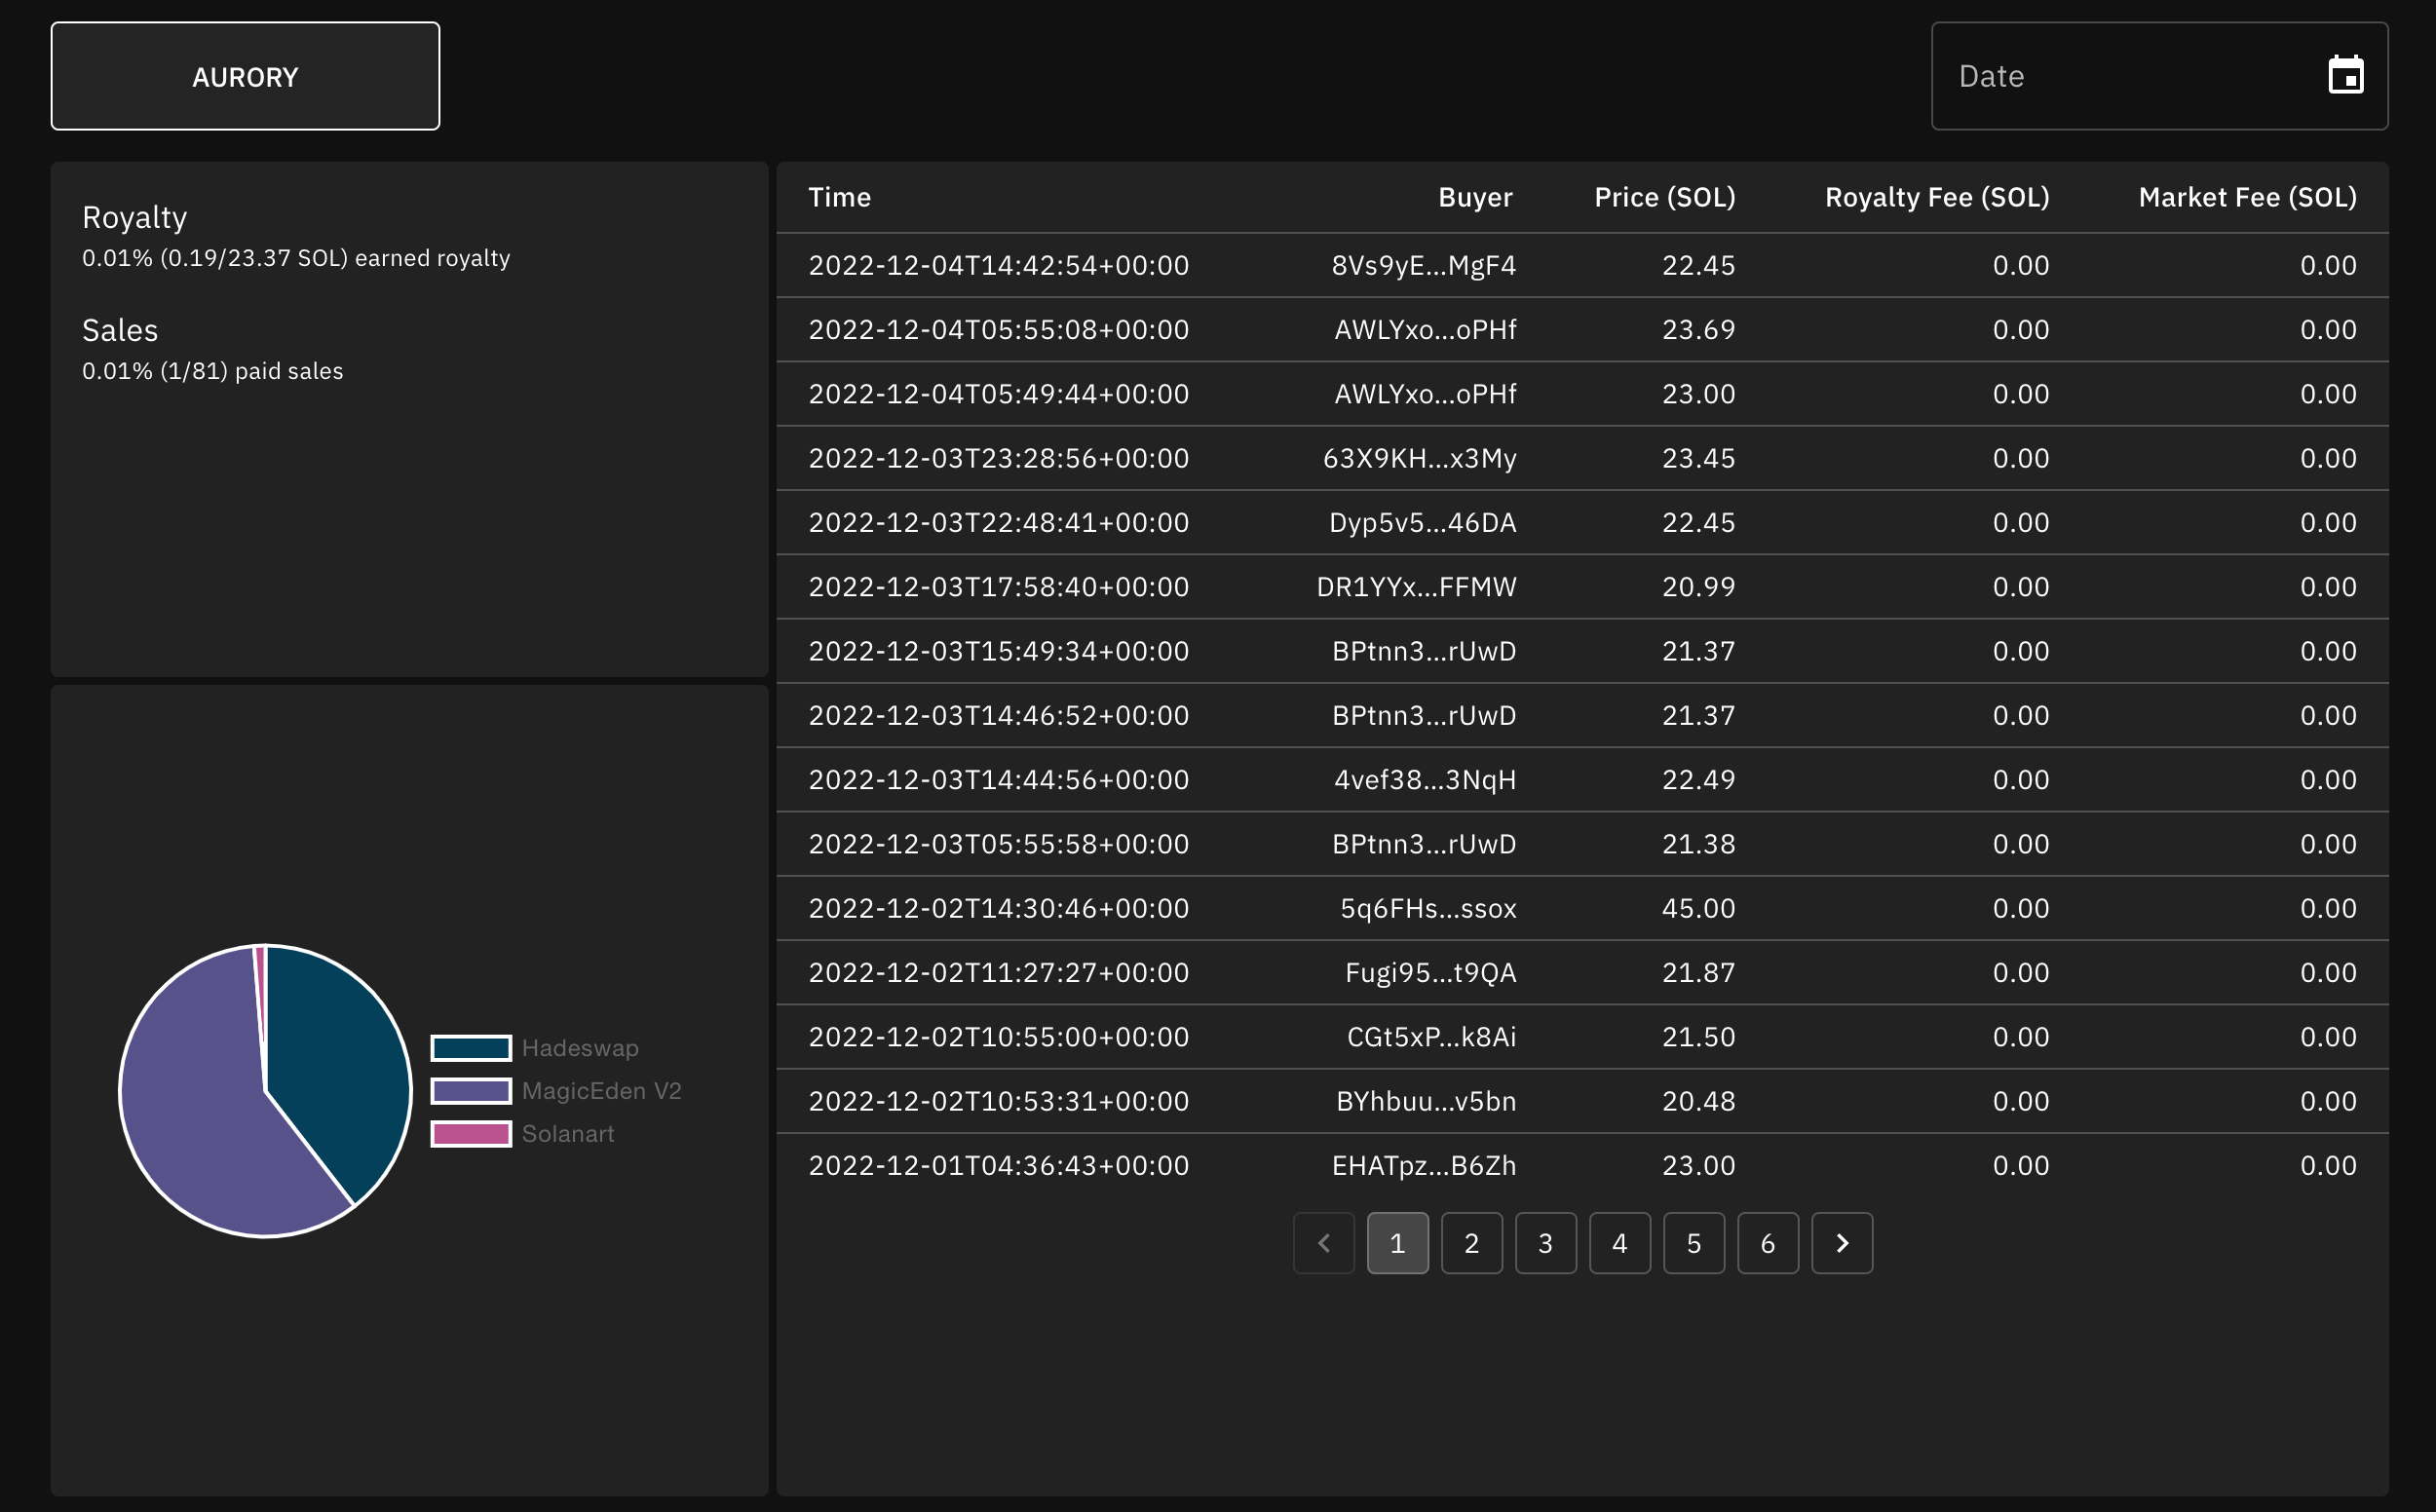 AURORY
Date
Royalty
0.01% (0.19/23.37 SOL) earned royalty
Sales
0.01% (1/81) paid sales
Hadeswap
MagicEden V2
Solanart
Time Buyer Price (SOL) Royalty Fee (SOL) Market Fee (SOL)
2022-12-04T14:42:54+00:00 8Vs9yE...MgF4 22.45 0.00 0.00
2022-12-04T05:55:08+00:00 AWLYxo...oPHf 23.69 0.00 0.00
2022-12-04T05:49:44+00:00 AWLYxo...oPHf 23.00 0.00 0.00
2022-12-03T23:28:56+00:00 63X9KH...x3My 23.45 0.00 0.00
2022-12-03T22:48:41+00:00 Dyp5v5...46DA 22.45 0.00 0.00
2022-12-03T17:58:40+00:00 DR1YYx...FFMW 20.99 0.00 0.00
2022-12-03T15:49:34+00:00 BPtnn3...rUwD 21.37 0.00 0.00
2022-12-03T14:46:52+00:00 BPtnn3...rUwD 21.37 0.00 0.00
2022-12-03T14:44:56+00:00 4vef38...3NqH 22.49 0.00 0.00
2022-12-03T05:55:58+00:00 BPtnn3...rUwD 21.38 0.00 0.00
2022-12-02T14:30:46+00:00 5q6FHs...ssox 45.00 0.00 0.00
2022-12-02T11:27:27+00:00 Fugi95...t9QA 21.87 0.00 0.00
2022-12-02T10:55:00+00:00 CGt5xP...k8Ai 21.50 0.00 0.00
2022-12-02T10:53:31+00:00 BYhbuu...v5bn 20.48 0.00 0.00
2022-12-01T04:36:43+00:00 EHATpz...B6Zh 23.00 0.00 0.00
1 2 3 4 5 6